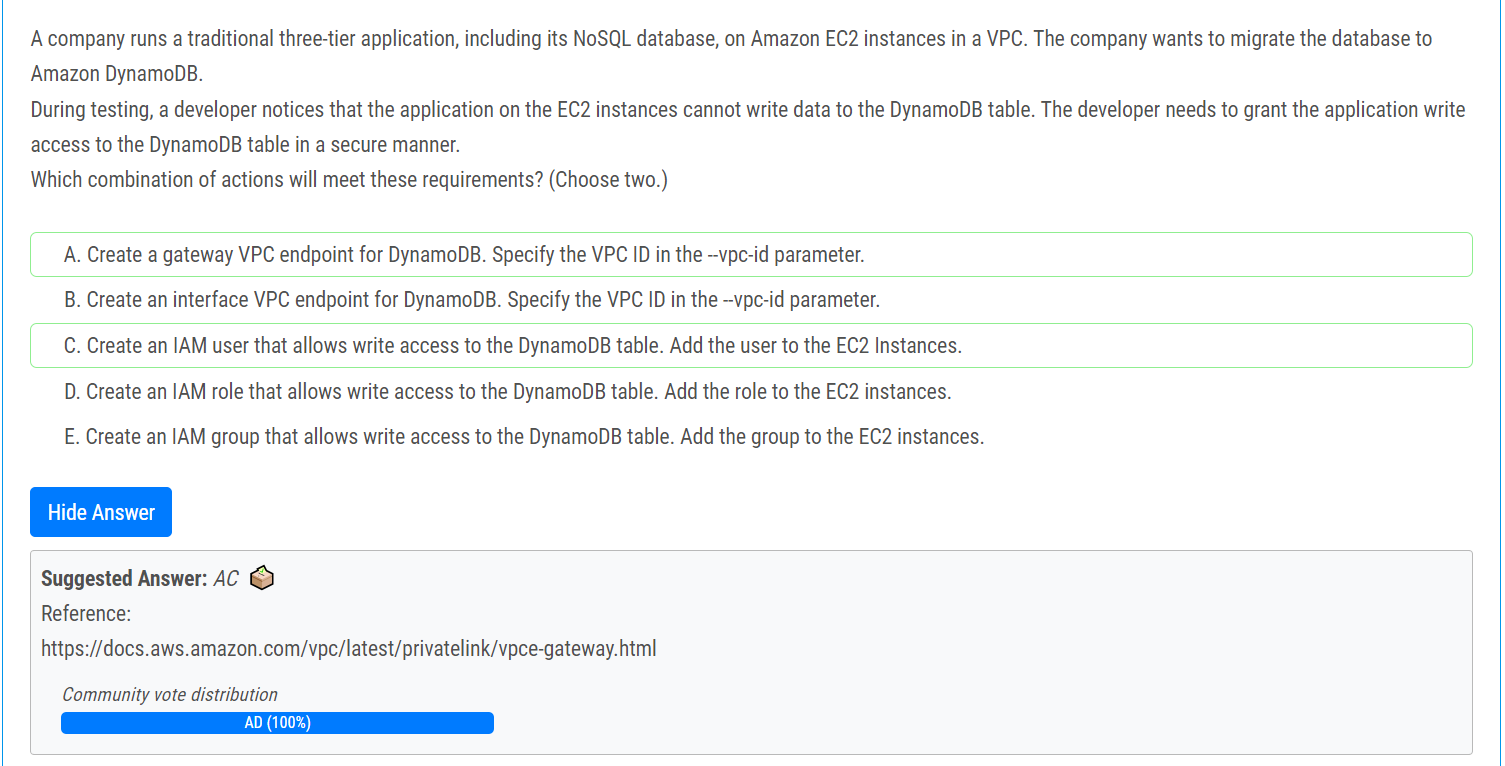 A company runs a traditional three-tier application, including its NoSQL database, on Amazon EC2 instances in a VPC. The company wants to migrate the database to
Amazon DynamoDB.
During testing, a developer notices that the application on the EC2 instances cannot write data to the DynamoDB table. The developer needs to grant the application write
access to the DynamoDB table in a secure manner.
Which combination of actions will meet these requirements? (Choose two.)
A. Create a gateway VPC endpoint for DynamoDB. Specify the VPC ID in the --vpc-id parameter.
B. Create an interface VPC endpoint for DynamoDB. Specify the VPC ID in the --vpc-id parameter.
C. Create an IAM user that allows write access to the DynamoDB table. Add the user to the EC2 Instances.
D. Create an IAM role that allows write access to the DynamoDB table. Add the role to the EC2 instances.
E. Create an IAM group that allows write access to the DynamoDB table. Add the group to the EC2 instances.
Hide Answer
Suggested Answer: AC
Reference:
https://docs.aws.amazon.com/vpc/latest/privatelink/vpce-gateway.html
Community vote distribution
AD (100%)